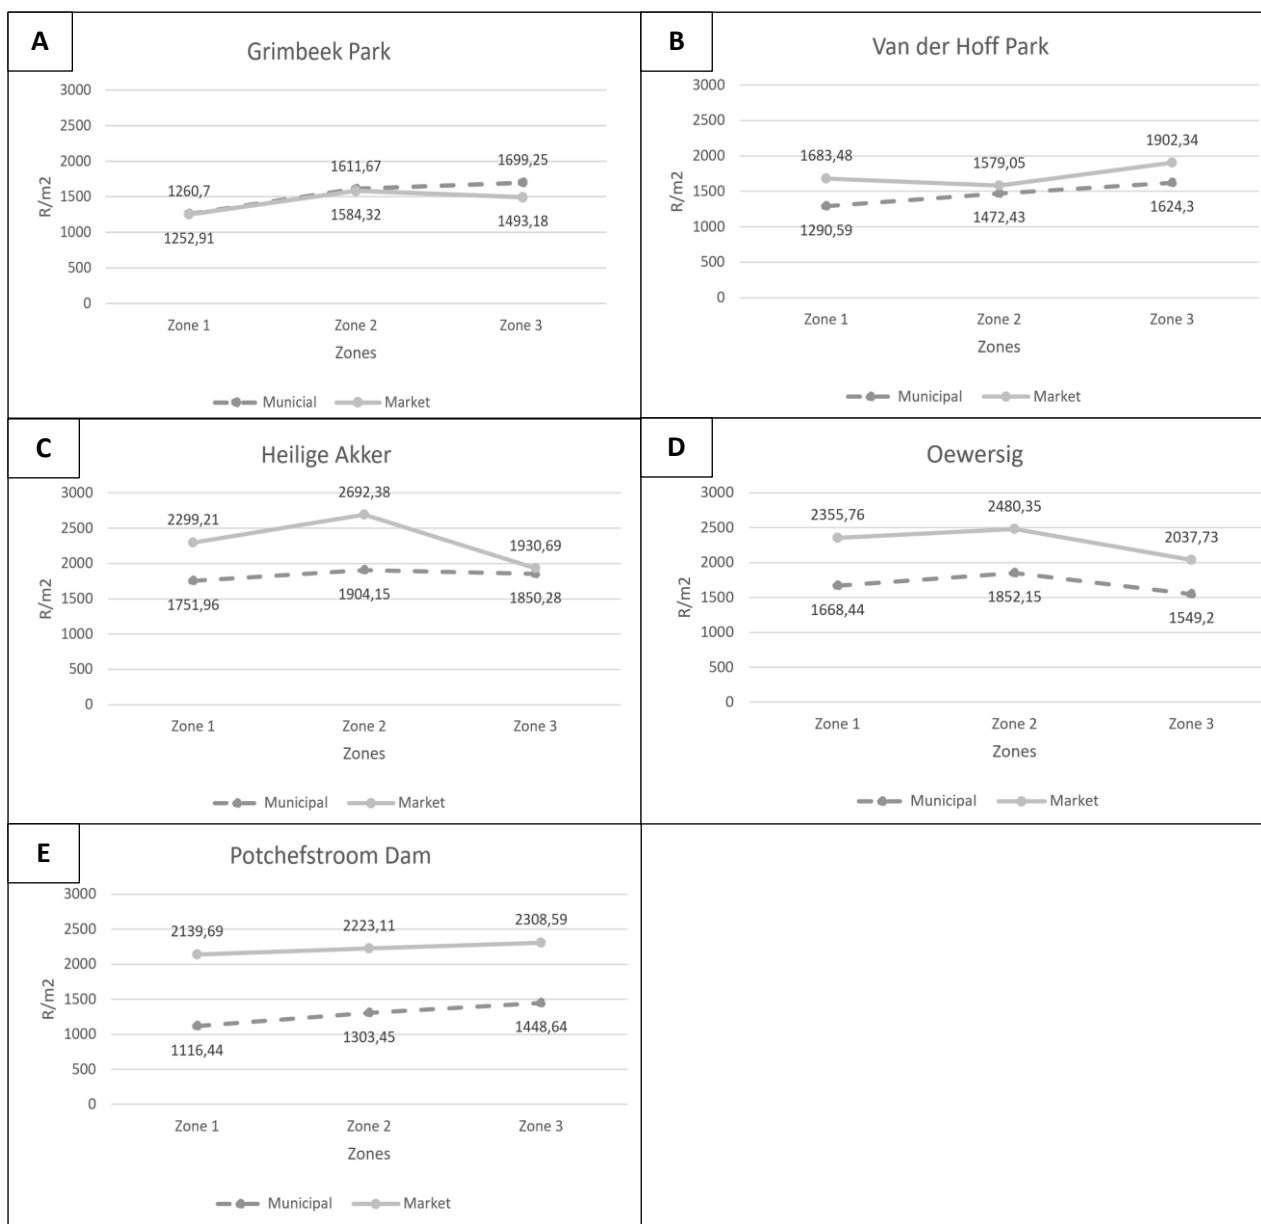 A
Grimbeek Park
3000
2500
2000
1500
1000
500
0
R/m2
1260,7
1611,67
1699,25
1252,91
1584,32
1493,18
Zone 1 Zone 2 Zone 3
Zones
Municial Market
B
Van der Hoff Park
3000
2500
2000
1500
1000
500
0
R/m2
1683,48
1579,05
1902,34
1290,59
1472,43
1624,3
Zone 1 Zone 2 Zone 3
Zones
Municipal Market
C
Heilige Akker
3000
2500
2000
1500
1000
500
0
R/m2
2299,21
2692,38
1930,69
1751,96
1904,15
1850,28
Zone 1 Zone 2 Zone 3
Zones
Municipal Market
D
Oewersig
3000
2500
2000
1500
1000
500
0
R/m2
2355,76
2480,35
2037,73
1668,44
1852,15
1549,2
Zone 1 Zone 2 Zone 3
Zones
Municipal Market
E
Potchefstroom Dam
3000
2500
2000
1500
1000
500
0
R/m2
2139,69
2223,11
2308,59
1116,44
1303,45
1448,64
Zone 1 Zone 2 Zone 3
Zones
Municipal Market